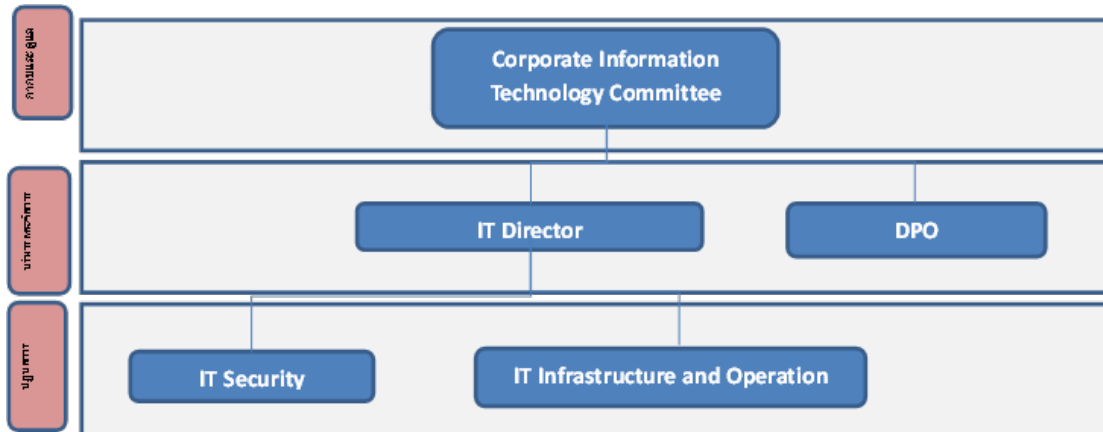 Corporate Information
Technology Committee
IT Director
DPO
IT Security
IT Infrastructure and Operation